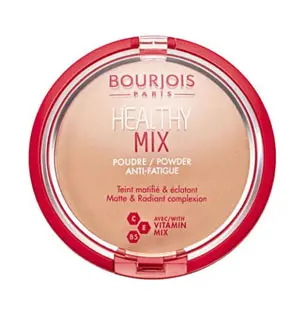 BOURJOIS
PARIS
HEALTHY
MIX
POUDRE / POWDER
ANTI-FATIGUE
Teint matifié & éclatant
Matte & Radiant complexion
C
E
B5
AVEC/WITH
VITAMIN
MIX